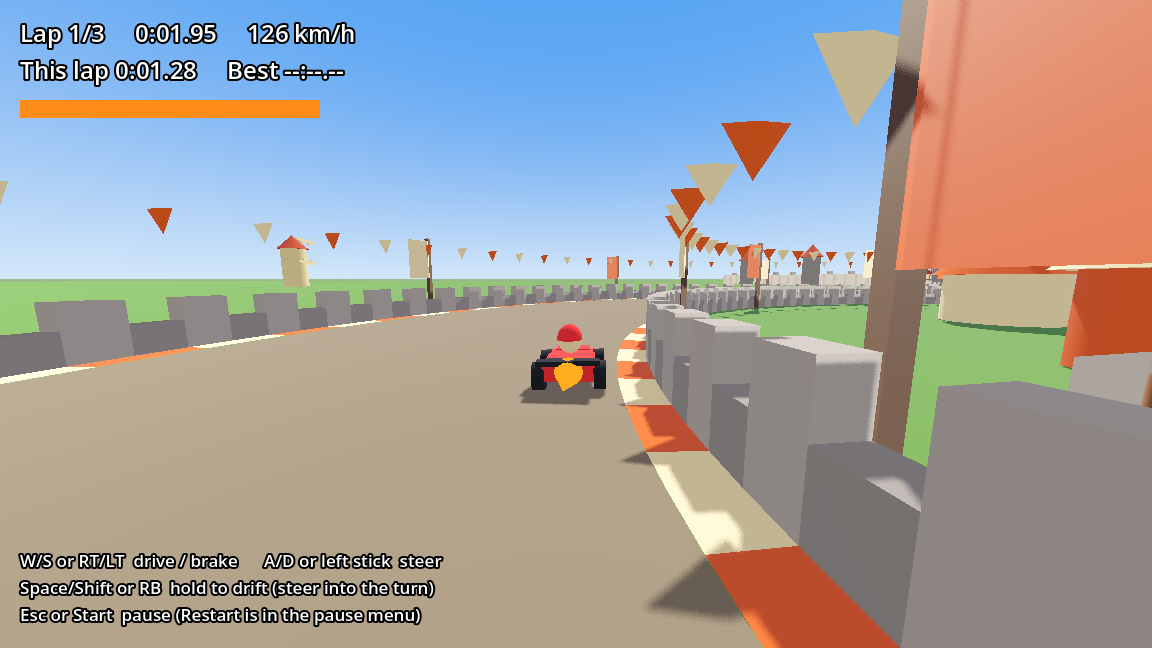 Lap 1/3 0:01.95 126 km/h
This lap 0:01.28 Best --:--.--
W/S or RT/LT drive / brake A/D or left stick steer
Space/Shift or RB hold to drift (steer into the turn)
Esc or Start pause (Restart is in the pause menu)